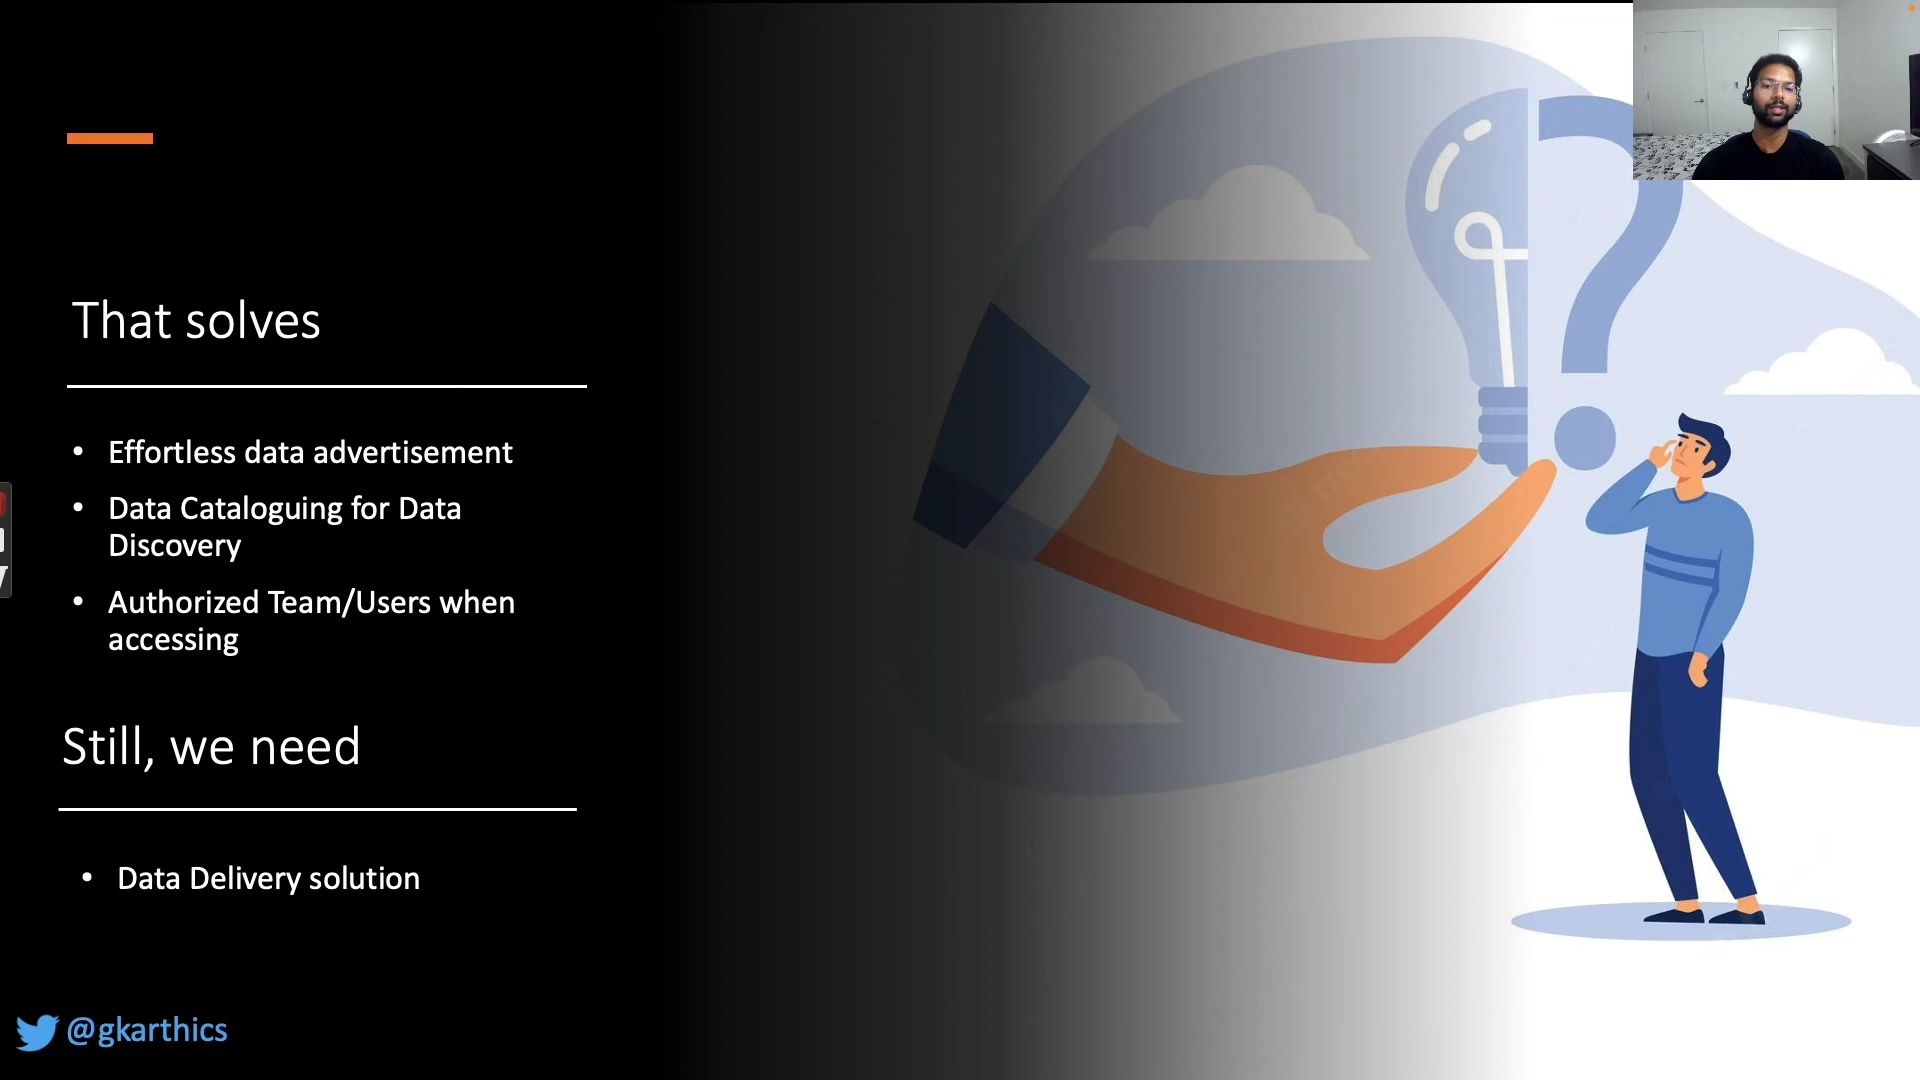 That solves
• Effortless data advertisement
• Data Cataloguing for Data
Discovery
• Authorized Team/Users when
accessing
Still, we need
• Data Delivery solution
@gkarthics